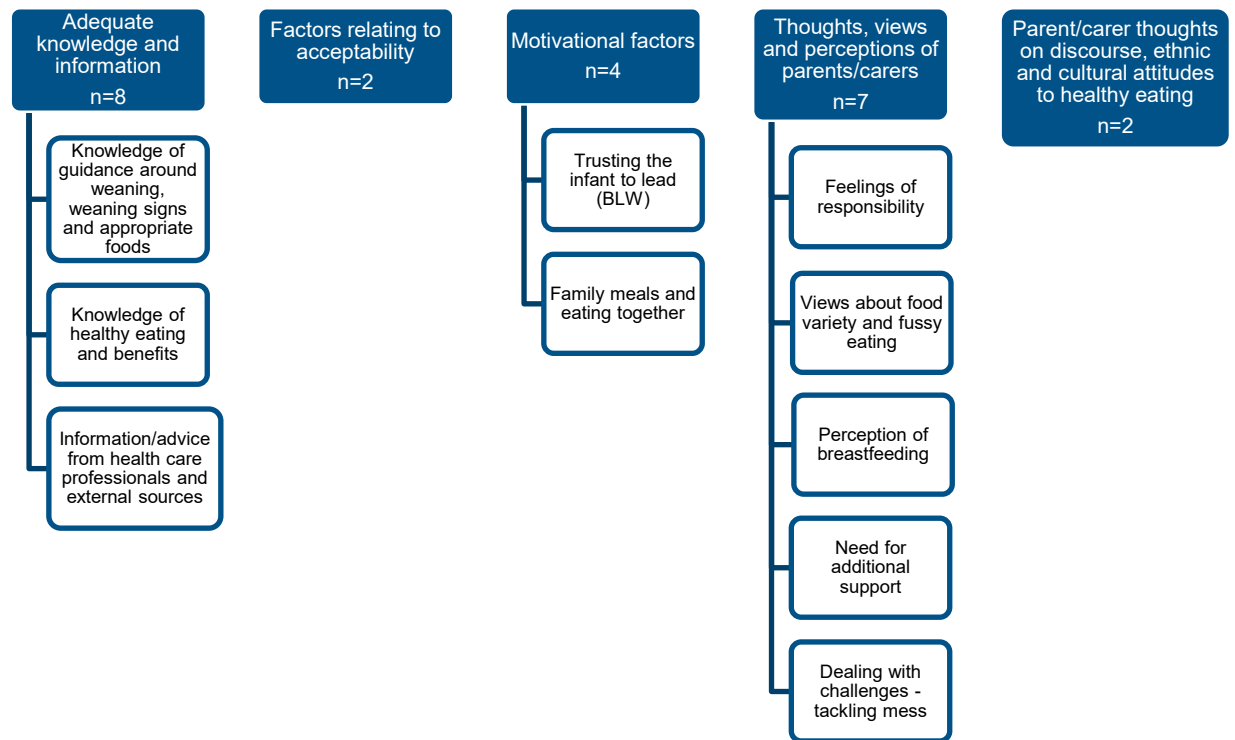 Adequate
knowledge and
information
n=8
Knowledge of
guidance around
weaning,
weaning signs
and appropriate
foods
Knowledge of
healthy eating
and benefits
Information/advice
from health care
professionals and
external sources
Factors relating to
acceptability
n=2
Motivational factors
n=4
Trusting the
infant to lead
(BLW)
Family meals and
eating together
Thoughts, views
and perceptions of
parents/carers
n=7
Feelings of
responsibility
Views about food
variety and fussy
eating
Perception of
breastfeeding
Need for
additional
support
Dealing with
challenges -
tackling mess
Parent/carer thoughts
on discourse, ethnic
and cultural attitudes
to healthy eating
n=2